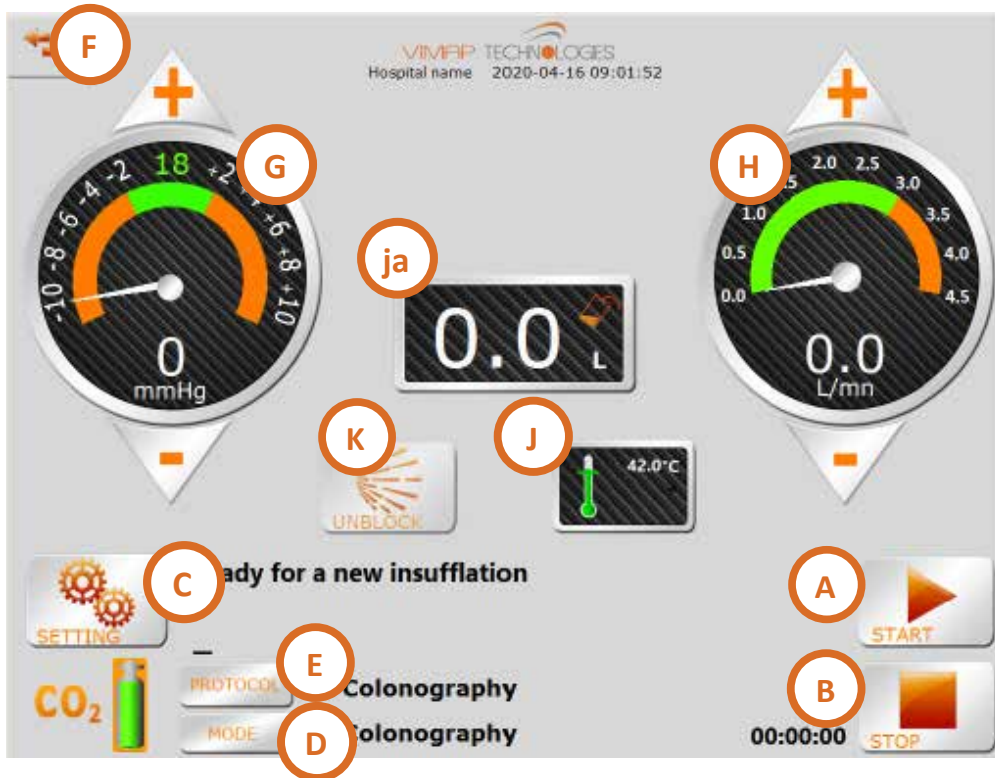 F
VIMAP TECHNOLOGIES
Hospital name 2020-04-16 09:01:52
+
+
G
H
-10 -8 -6 -4 -2 18 +2 +6 +8 +10
0.0 0.5 1.0 2.0 2.5 3.0 3.5 4.0 4.5
ja
0.0
L
0
mmHg
0.0
L/mn
-
-
K
J
42.0°C
UNBLOCK
C
ady for a new insufflation
A
SETTING
START
E
PROTOCOL
Colonography
B
CO2
MODE
D
Colonography
00:00:00
STOP